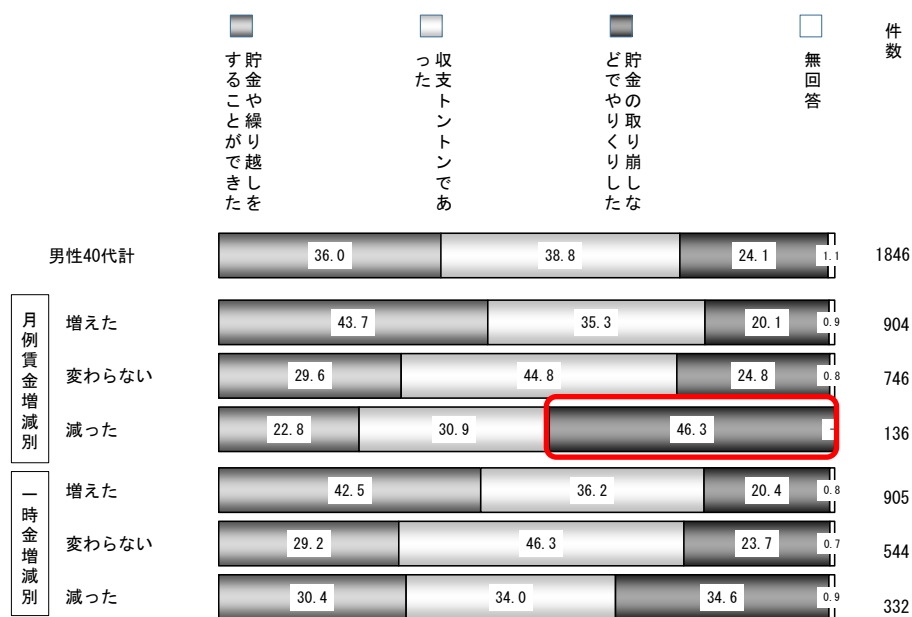 貯金や繰り越しを
することができた
収支トントンであ
った
貯金の取り崩しな
どでやりくりした
無回答
件数
男性40代計 36.0 38.8 24.1 1.1 1846
月例賃金増減別
増えた 43.7 35.3 20.1 0.9 904
変わらない 29.6 44.8 24.8 0.8 746
減った 22.8 30.9 46.3 - 136
一時金増減別
増えた 42.5 36.2 20.4 0.8 905
変わらない 29.2 46.3 23.7 0.7 544
減った 30.4 34.0 34.6 0.9 332